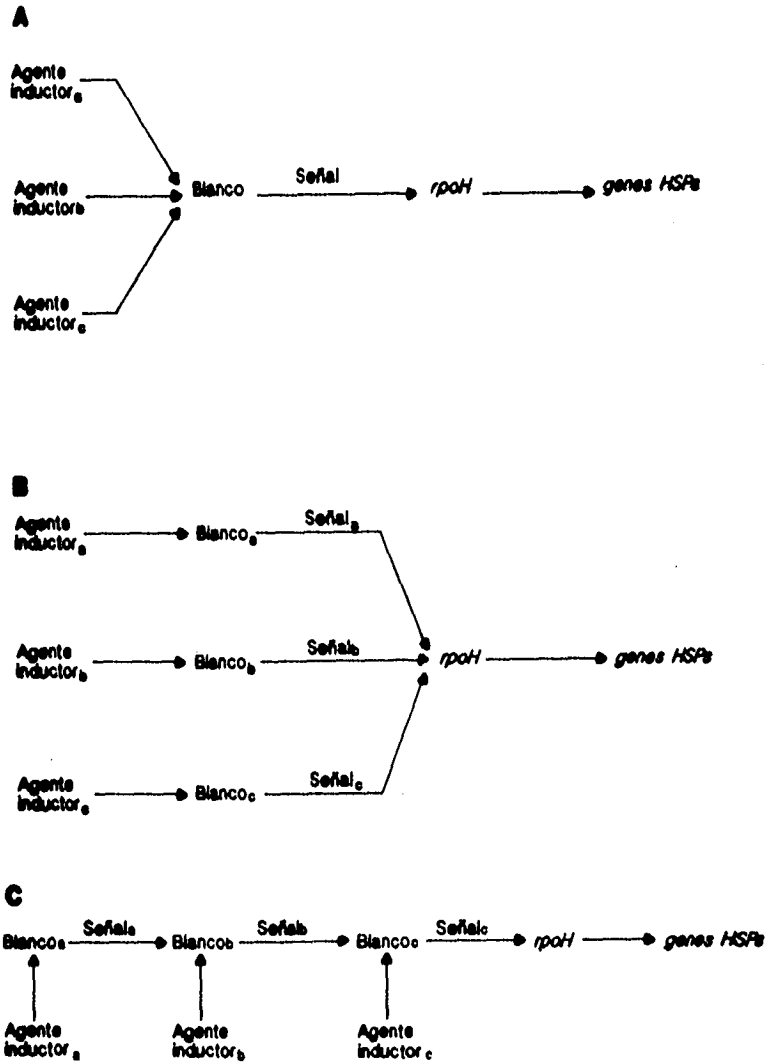 A
Agente
inductor a
Agente
inductor b
Blanco
Señal
rpoH
genes HSPs
Agente
inductor c
B
Agente
inductor a
Blanco a
Señal a
Agente
inductor b
Blanco b
Señal b
rpoH
genes HSPs
Agente
inductor c
Blanco c
Señal c
C
Blanco a
Señal a
Blanco b
Señal b
Blanco c
Señal c
rpoH
genes HSPs
Agente
inductor a
Agente
inductor b
Agente
inductor c